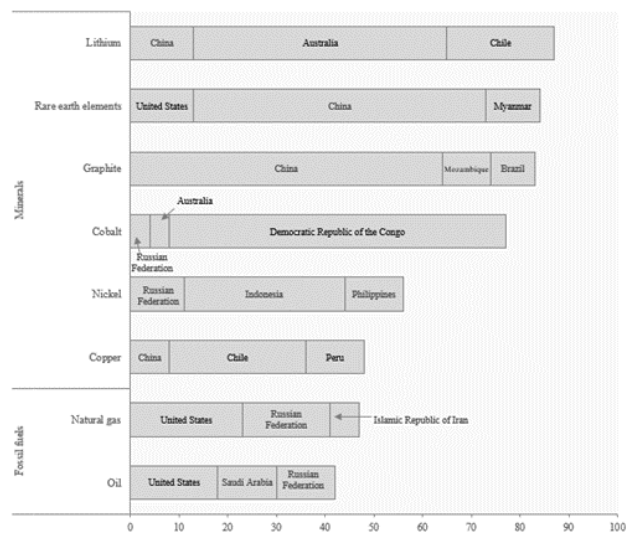 Minerals
Lithium
China
Australia
Chile
Rare earth elements
United States
China
Myanmar
Graphite
China
Mozambique
Brazil
Australia
Cobalt
Democratic Republic of the Congo
Russian
Federation
Nickel
Russian
Federation
Indonesia
Philippines
Copper
China
Chile
Peru
Fossil fuels
Natural gas
United States
Russian
Federation
Islamic Republic of Iran
Oil
United States
Saudi Arabia
Russian
Federation
0 10 20 30 40 50 60 70 80 90 100